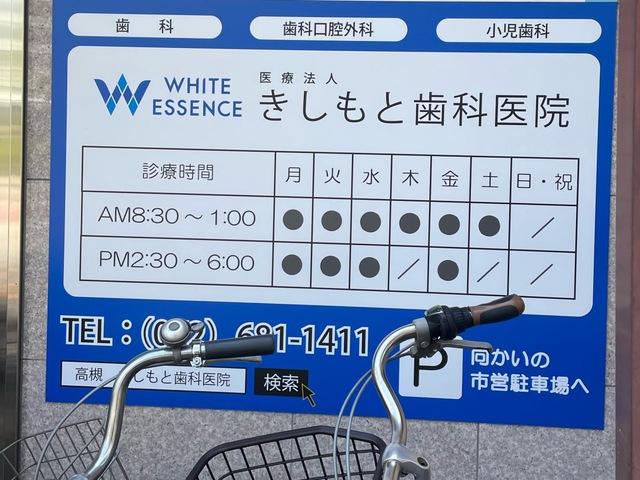 歯科
歯科口腔外科
小児歯科
WHITE
ESSENCE
医療法人
きしもと歯科医院
診療時間 月 火 水 木 金 土 日・祝
AM8:30～1:00 ● ● ● ● ● ● ／
PM2:30～6:00 ● ● ● ／ ● ／ ／
TEL：(0 ) 681-1411
高槻 しもと歯科医院 検索
P 向かいの
市営駐車場へ